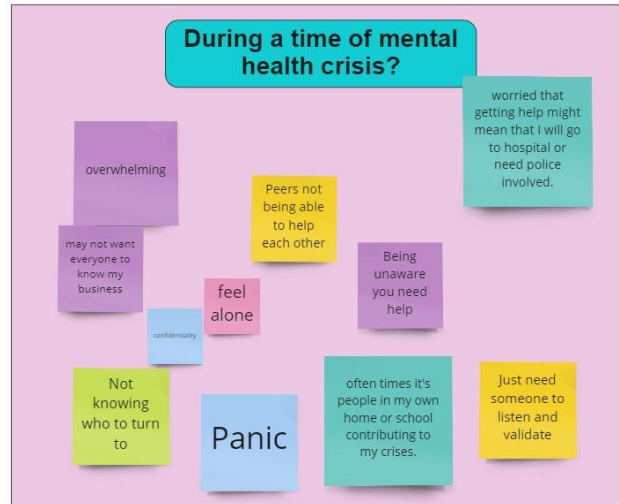 During a time of mental
health crisis?
worried that
getting help might
mean that I will go
to hospital or
need police
involved.
overwhelming
Peers not
being able
to help
each other
may not want
everyone to
know my
business
Being
unaware
you need
help
feel
alone
confidentiality
Not
knowing
who to turn
to
Panic
often times it's
people in my own
home or school
contributing to
my crises.
Just need
someone to
listen and
validate